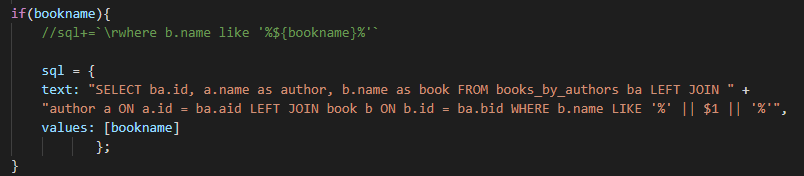 if(bookname){
//sql+=`\rwhere b.name like '%${bookname}%'`
sql = {
text: "SELECT ba.id, a.name as author, b.name as book FROM books_by_authors ba LEFT JOIN " +
"author a ON a.id = ba.aid LEFT JOIN book b ON b.id = ba.bid WHERE b.name LIKE '%' || $1 || '%'",
values: [bookname]
};
}